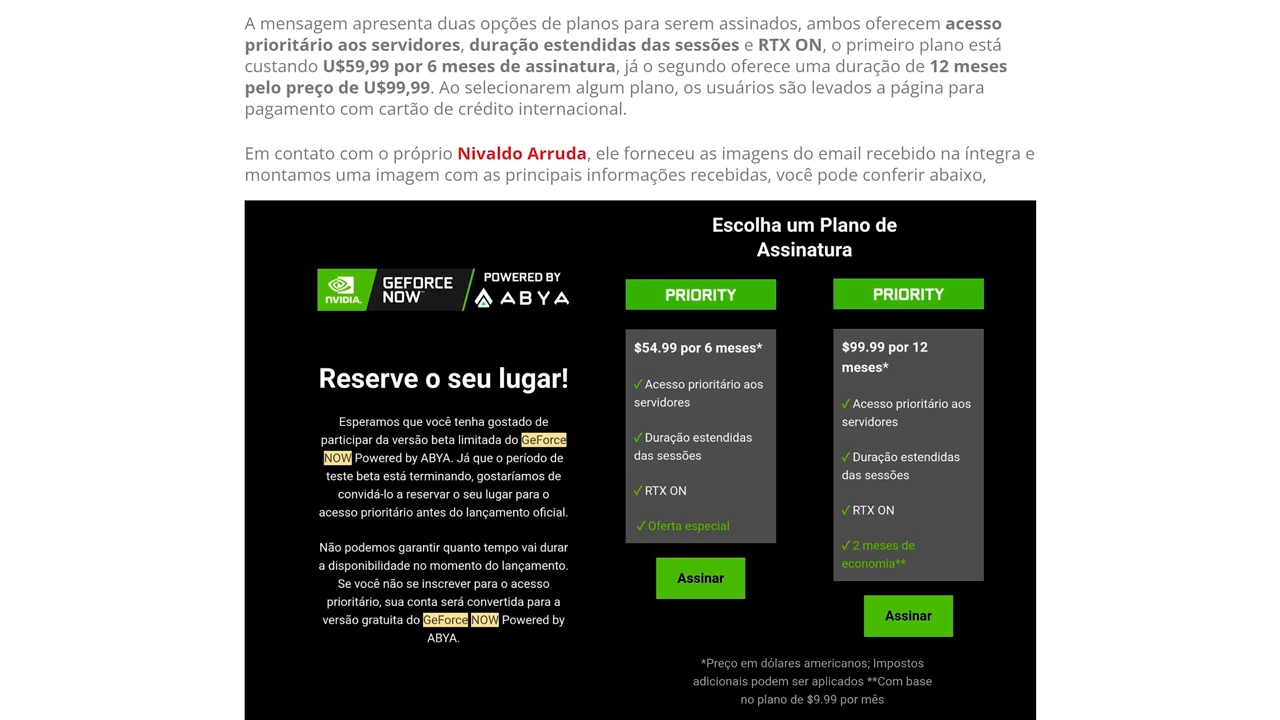 A mensagem apresenta duas opções de planos para serem assinados, ambos oferecem acesso
prioritário aos servidores, duração estendidas das sessões e RTX ON, o primeiro plano está
custando U$59,99 por 6 meses de assinatura, já o segundo oferece uma duração de 12 meses
pelo preço de U$99,99. Ao selecionarem algum plano, os usuários são levados a página para
pagamento com cartão de crédito internacional.
Em contato com o próprio Nivaldo Arruda, ele forneceu as imagens do email recebido na íntegra e
montamos uma imagem com as principais informações recebidas, você pode conferir abaixo,
NVIDIA. GEFORCE NOW™ POWERED BY ABYA
Reserve o seu lugar!
Esperamos que você tenha gostado de
participar da versão beta limitada do GeForce
NOW Powered by ABYA. Já que o período de
teste beta está terminando, gostaríamos de
convidá-lo a reservar o seu lugar para o
acesso prioritário antes do lançamento oficial.
Não podemos garantir quanto tempo vai durar
a disponibilidade no momento do lançamento.
Se você não se inscrever para o acesso
prioritário, sua conta será convertida para a
versão gratuita do GeForce NOW Powered by
ABYA.
Escolha um Plano de
Assinatura
PRIORITY
$54.99 por 6 meses*
✓Acesso prioritário aos
servidores
✓Duração estendidas
das sessões
✓RTX ON
✓Oferta especial
Assinar
PRIORITY
$99.99 por 12
meses*
✓Acesso prioritário aos
servidores
✓Duração estendidas
das sessões
✓RTX ON
✓2 meses de
economia**
Assinar
*Preço em dólares americanos; Impostos
adicionais podem ser aplicados **Com base
no plano de $9.99 por mês